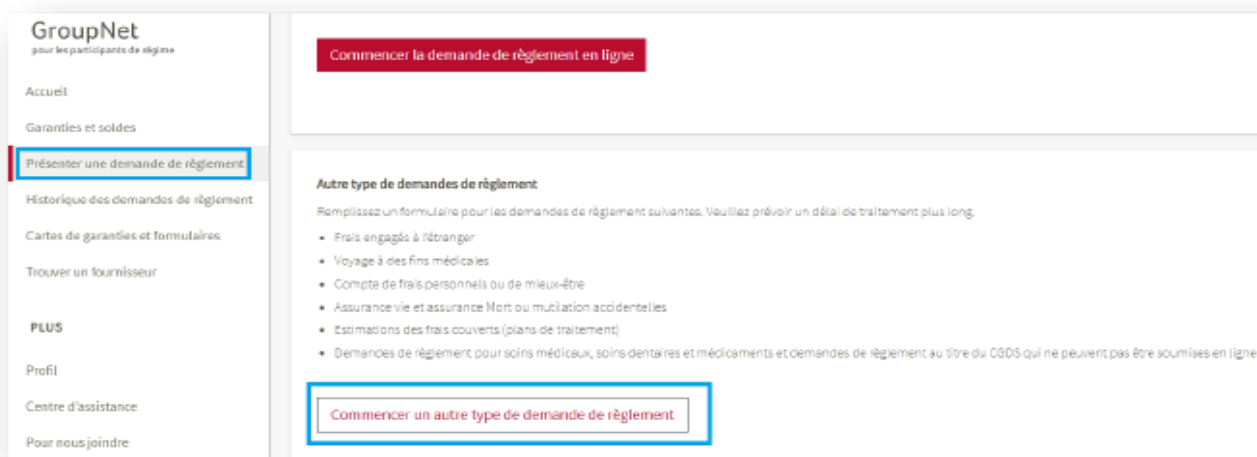 GroupNet
pour les participants de régime
Accueil
Garanties et soldes
Présenter une demande de règlement
Historique des demandes de règlement
Cartes de garanties et formulaires
Trouver un fournisseur
PLUS
Profil
Centre d'assistance
Pour nous joindre
Commencer la demande de règlement en ligne
Autre type de demandes de règlement
Remplissez un formulaire pour les demandes de règlement suivantes. Veuillez prévoir un délai de traitement plus long.
• Frais engagés à l'étranger
• Voyage à des fins médicales
• Compte de frais personnels ou de mieux-être
• Assurance vie et assurance Mort ou mutilation accidentelles
• Estimations des frais couverts (plans de traitement)
• Demandes de règlement pour soins médicaux, soins dentaires et médicaments et demandes de règlement au titre du CGDS qui ne peuvent pas être soumises en ligne
Commencer un autre type de demande de règlement